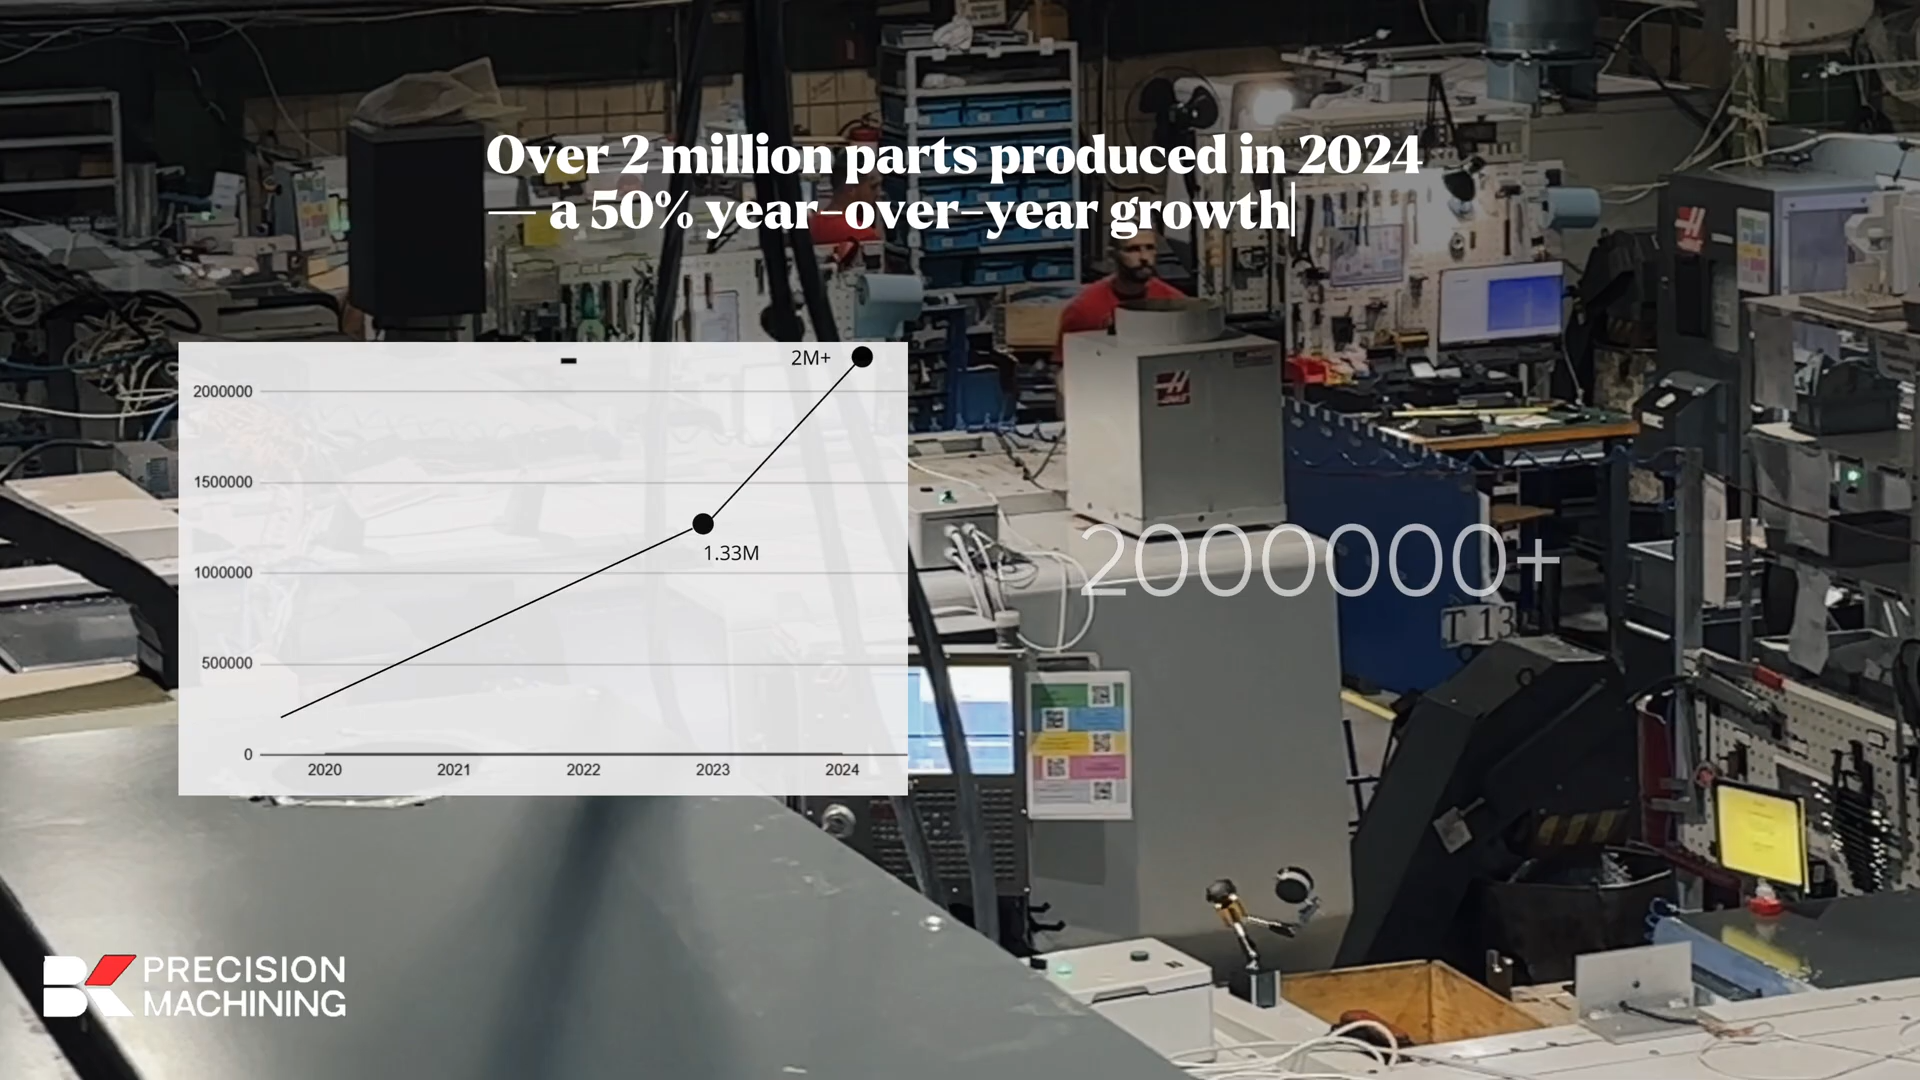 Over 2 million parts produced in 2024
— a 50% year-over-year growth
2M+
2000000
1500000
1.33M
1000000
500000
0
2020 2021 2022 2023 2024
2000000+
T 13
PRECISION
MACHINING